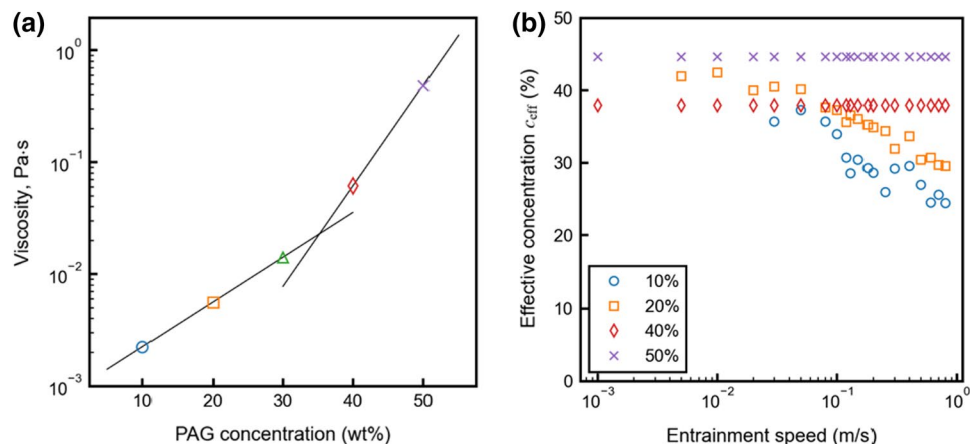 (a)
Viscosity, Pa·s
10⁰
10⁻¹
10⁻²
10⁻³
10 20 30 40 50
PAG concentration (wt%)
(b)
Effective concentration c_eff (%)
50
40
30
20
10
0
10%
20%
40%
50%
10⁻³ 10⁻² 10⁻¹ 10⁰
Entrainment speed (m/s)